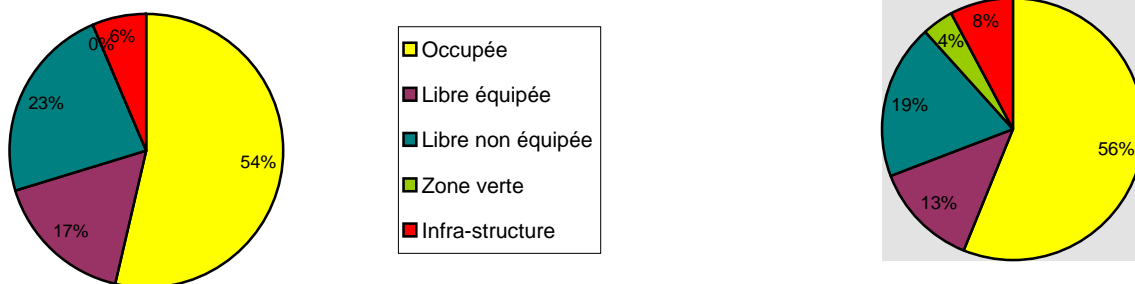 0%
6%
23%
54%
17%
Occupée
Libre équipée
Libre non équipée
Zone verte
Infra-structure
8%
4%
19%
56%
13%